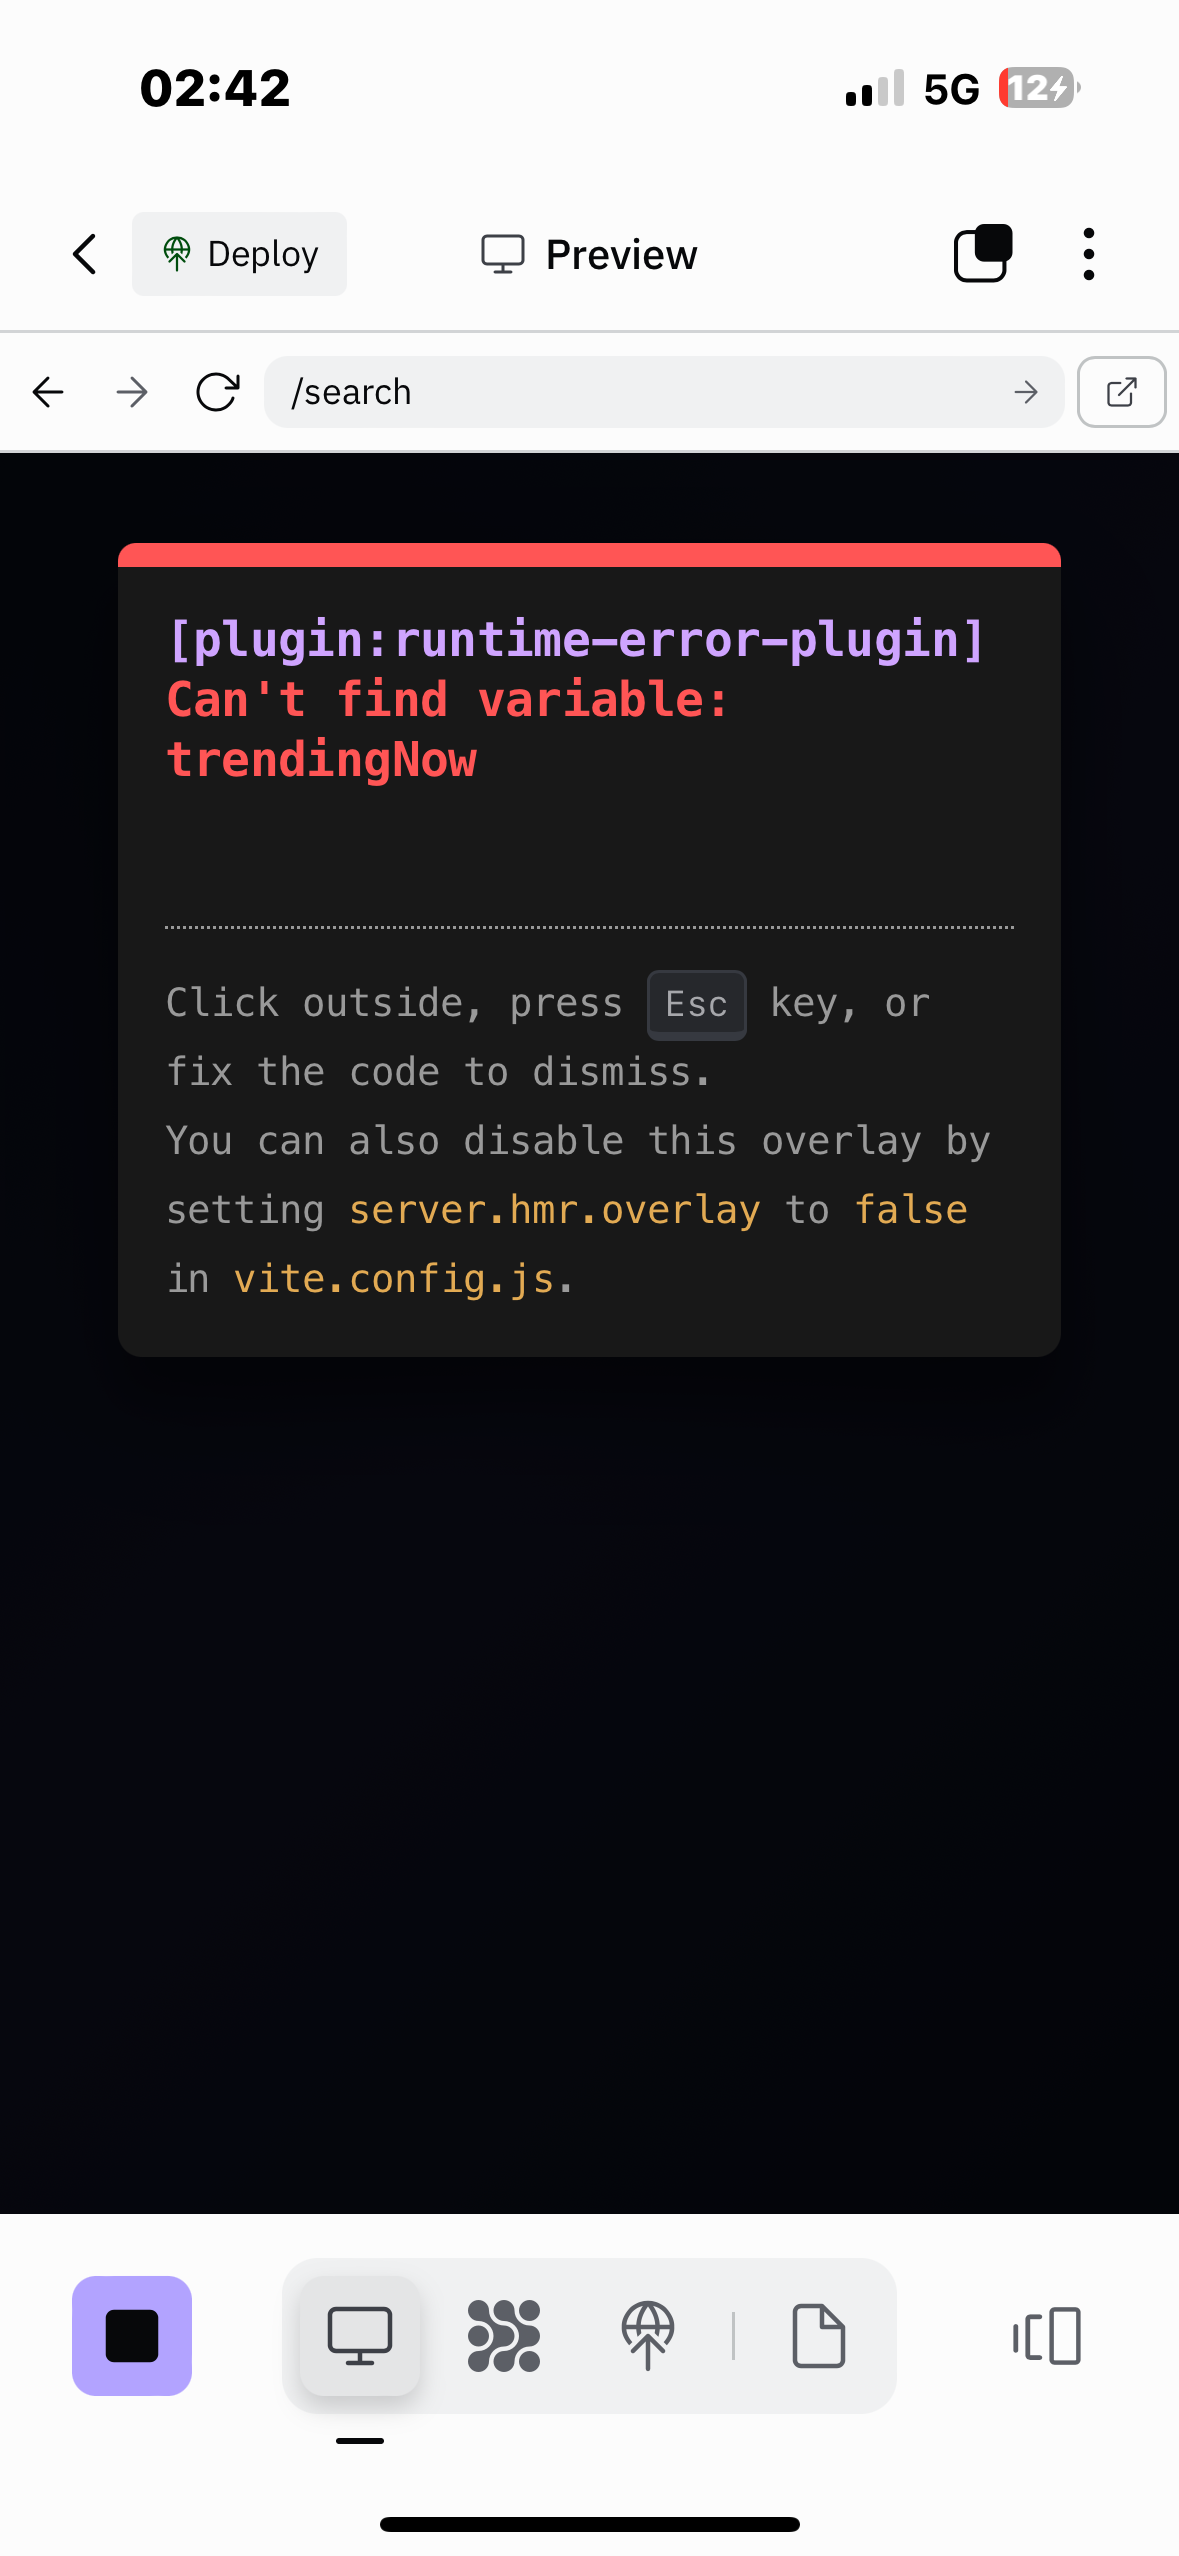 02:42
5G
12
Deploy
Preview
/search
[plugin:runtime-error-plugin]
Can't find variable:
trendingNow
Click outside, press Esc key, or
fix the code to dismiss.
You can also disable this overlay by
setting server.hmr.overlay to false
in vite.config.js.